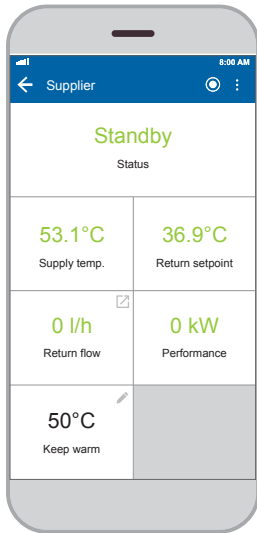 8:00 AM
Supplier
Standby
Status
53.1°C
Supply temp.
36.9°C
Return setpoint
0 l/h
Return flow
0 kW
Performance
50°C
Keep warm